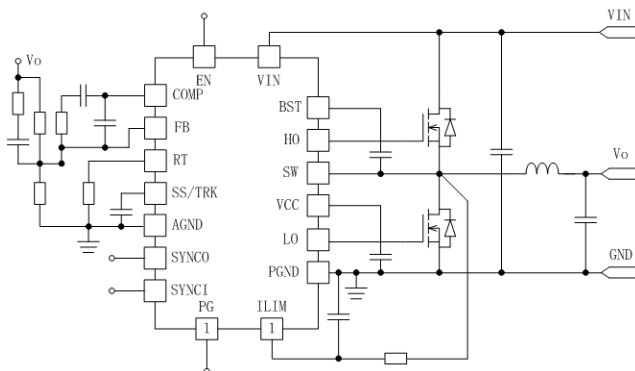 VIN
Vo
EN
VIN
COMP
BST
FB
HO
RT
SW
Vo
SS/TRK
VCC
AGND
LO
SYNCO
PGND
GND
SYNCI
PG
ILIM
1
1